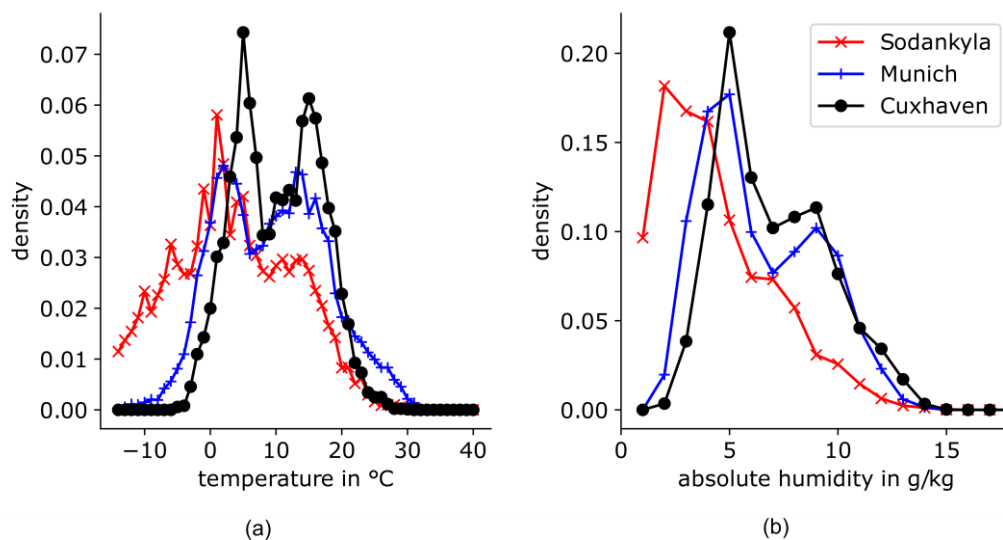 density
0.07
0.06
0.05
0.04
0.03
0.02
0.01
0.00
−10 0 10 20 30 40
temperature in °C
(a)
density
0.20
0.15
0.10
0.05
0.00
0 5 10 15
absolute humidity in g/kg
(b)
Sodankyla
Munich
Cuxhaven